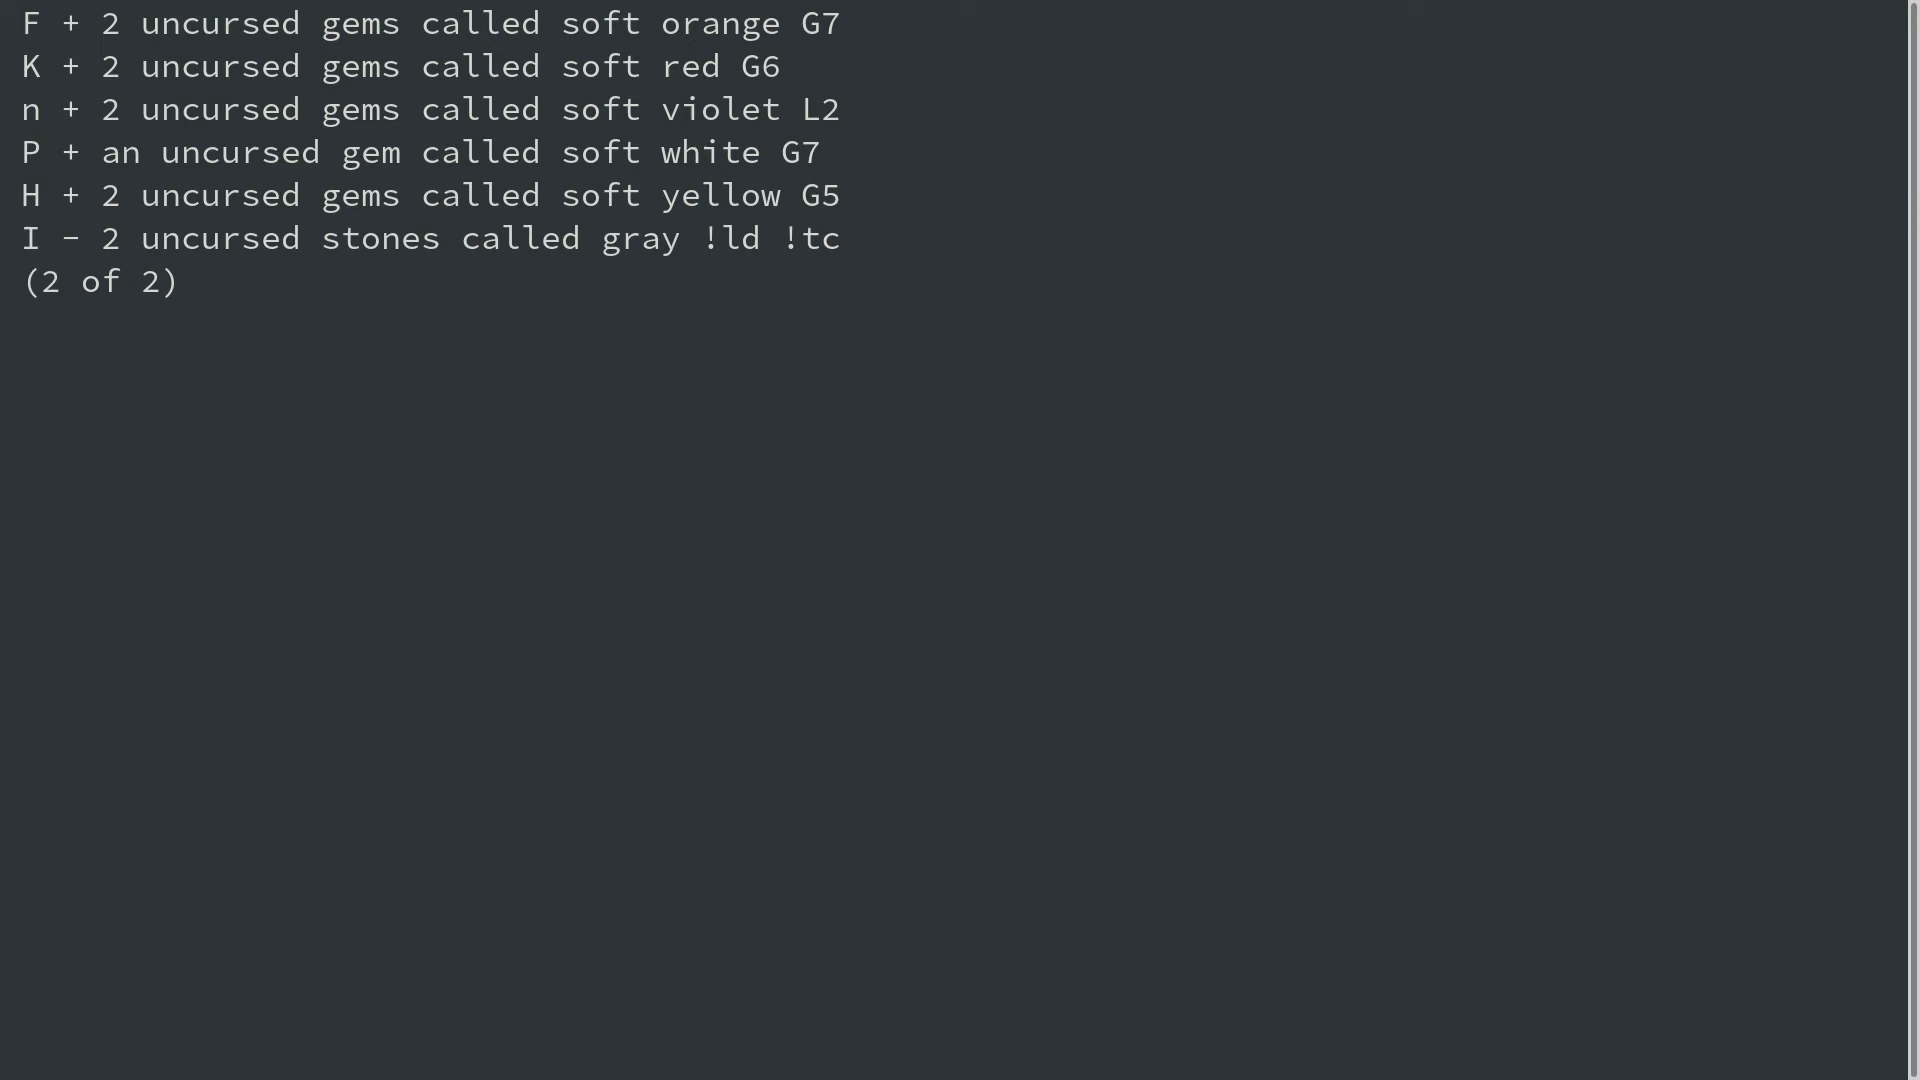 F + 2 uncursed gems called soft orange G7
K + 2 uncursed gems called soft red G6
n + 2 uncursed gems called soft violet L2
P + an uncursed gem called soft white G7
H + 2 uncursed gems called soft yellow G5
I - 2 uncursed stones called gray !ld !tc
(2 of 2)